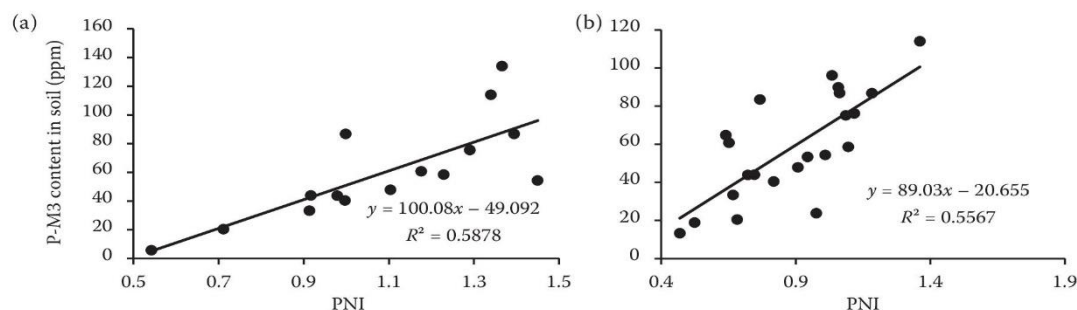 (a)
P-M3 content in soil (ppm)
160
140
120
100
80
60
40
20
0
y = 100.08x − 49.092
R² = 0.5878
0.5 0.7 0.9 1.1 1.3 1.5
PNI
(b)
120
100
80
60
40
20
0
y = 89.03x − 20.655
R² = 0.5567
0.4 0.9 1.4 1.9
PNI